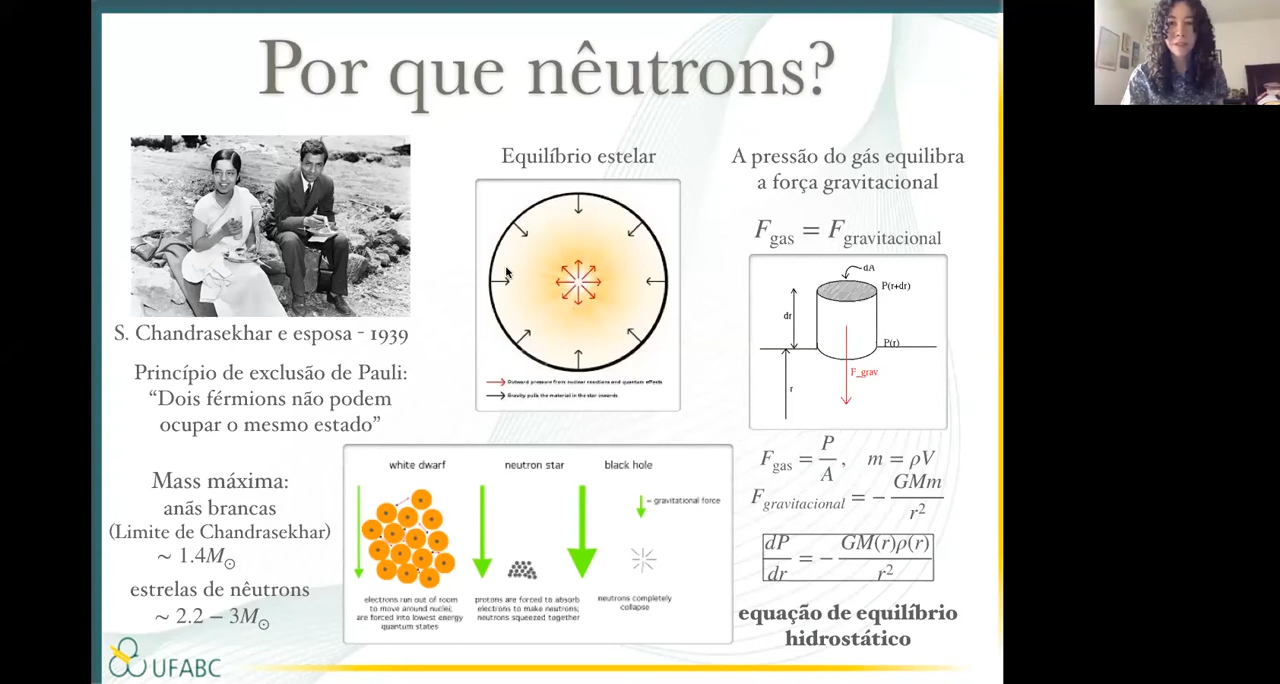 Por que nêutrons?
S. Chandrasekhar e esposa - 1939
Princípio de exclusão de Pauli:
“Dois férmions não podem
ocupar o mesmo estado”
Mass máxima:
anãs brancas
(Limite de Chandrasekhar)
~ 1.4M⊙
estrelas de nêutrons
~ 2.2 − 3M⊙
UFABC
Equilíbrio estelar
Outward pressure from nuclear reactions and quantum effects
Gravity pulls the material in the star inwards
white dwarf
neutron star
black hole
= gravitational force
electrons run out of room
to move around nuclei;
are forced into lowest energy
quantum states
protons are forced to absorb
electrons to make neutrons;
neutrons squeezed together
neutrons completely
collapse
A pressão do gás equilibra
a força gravitacional
F_gas = F_gravitacional
dA
P(r+dr)
dr
P(r)
F_grav
r
F_gas = P/A, m = ρV
F_gravitacional = − GMm/r²
dP/dr = − GM(r)ρ(r)/r²
equação de equilíbrio
hidrostático